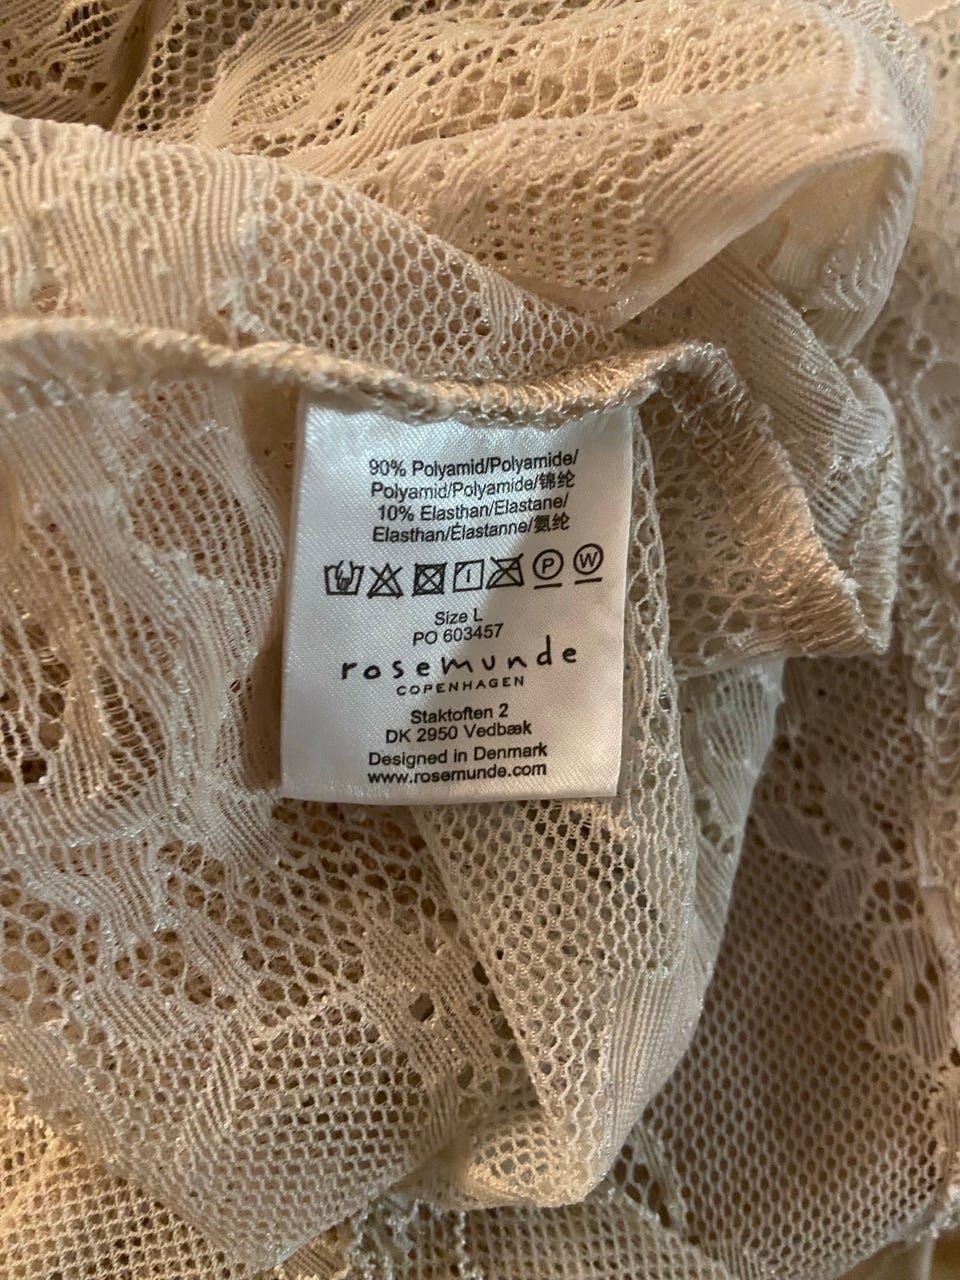 90% Polyamid/Polyamide/
Polyamid/Polyamide/锦纶
10% Elasthan/Elastane/
Elasthan/Élastanne/氨纶
P W
Size L
PO 603457
rosemunde
COPENHAGEN
Staktoften 2
DK 2950 Vedbæk
Designed in Denmark
www.rosemunde.com